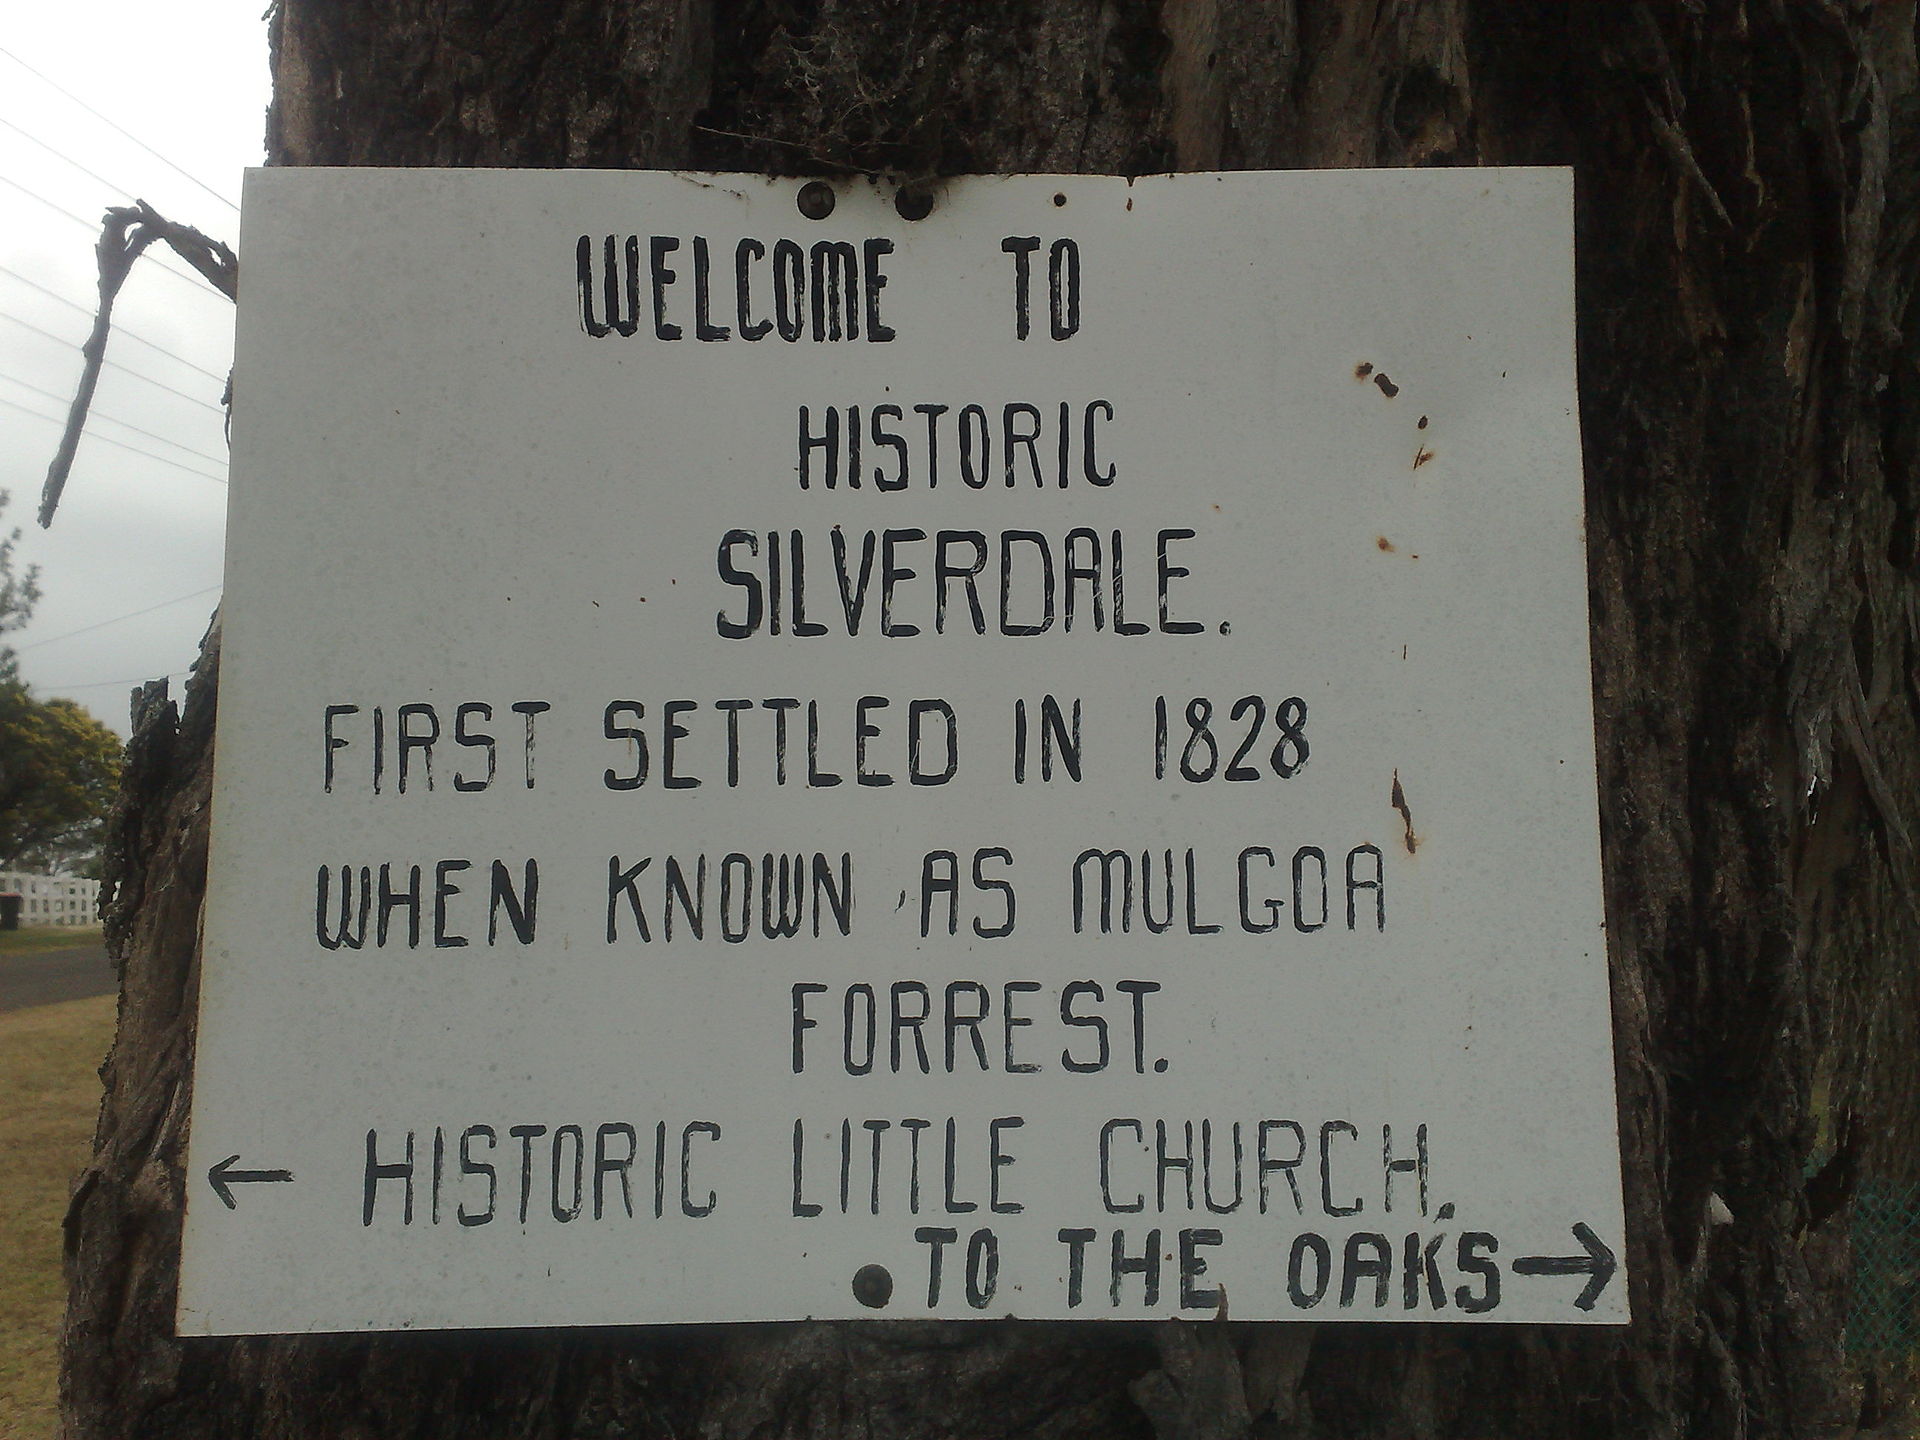 WELCOME TO
HISTORIC
SILVERDALE.
FIRST SETTLED IN 1828
WHEN KNOWN AS MULGOA
FORREST.
← HISTORIC LITTLE CHURCH.
TO THE OAKS→